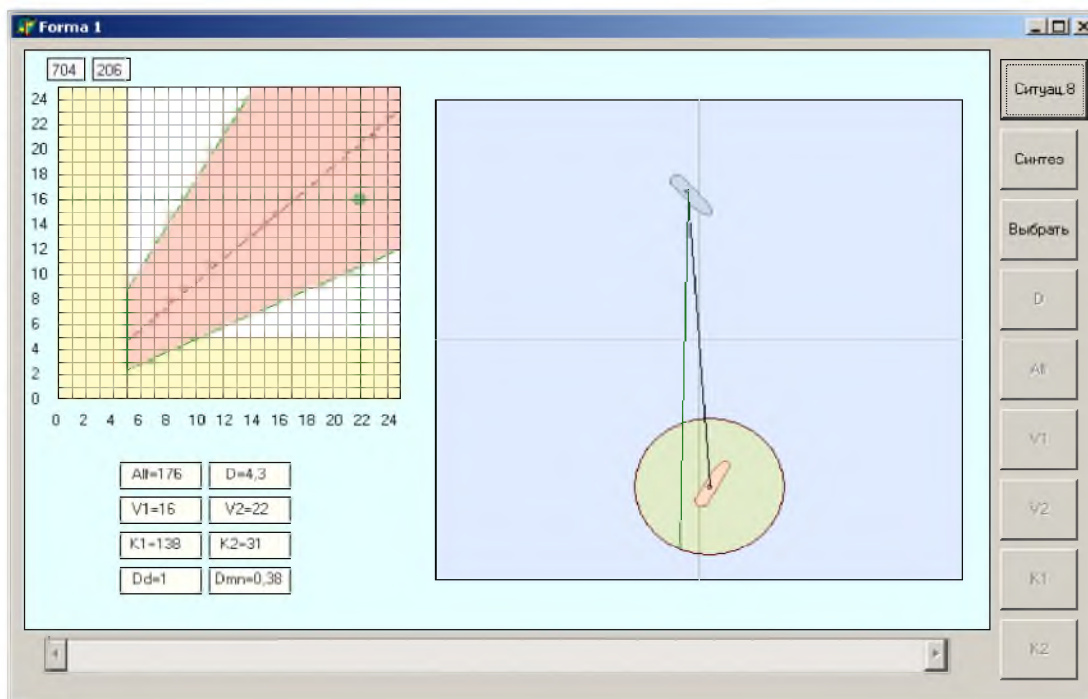 Forma 1
704 206
24
22
20
18
16
14
12
10
8
6
4
2
0
0 2 4 6 8 10 12 14 16 18 20 22 24
Alf=176 D=4,3
V1=16 V2=22
K1=138 K2=31
Dd=1 Dmn=0,38
Ситуац.8
Синтез
Выбрать
D
Alf
V1
V2
K1
K2